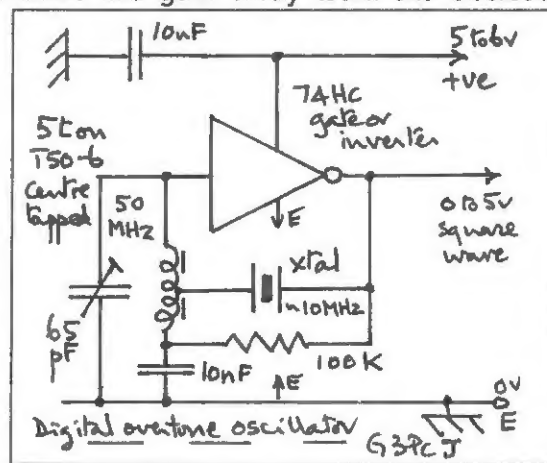 10nF
5 to 6v
+ve
74HC
gate or
inverter
5 t on
T50-6
Centre
tapped
50
MHz
E
0 to 5v
square
wave
xtal
~10MHz
65
pF
100K
10nF
E
0V
E
Digital overtone oscillator
G3PCJ